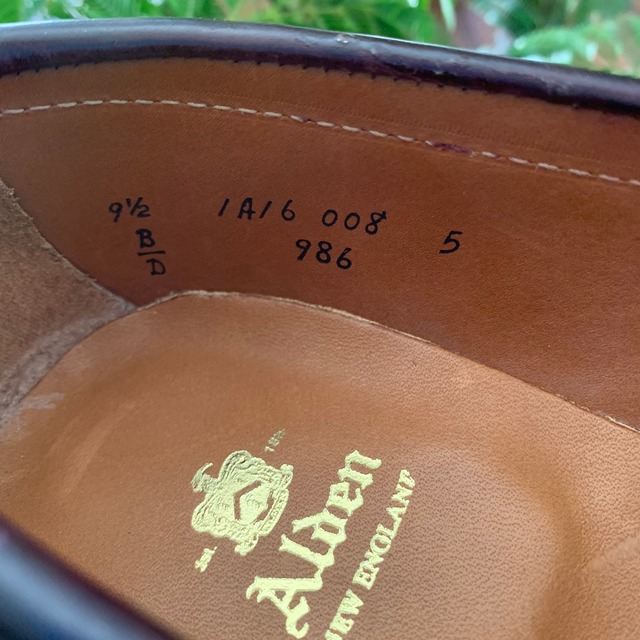 9½ 1A16 008 5
B/D 986
Alden
NEW ENGLAND